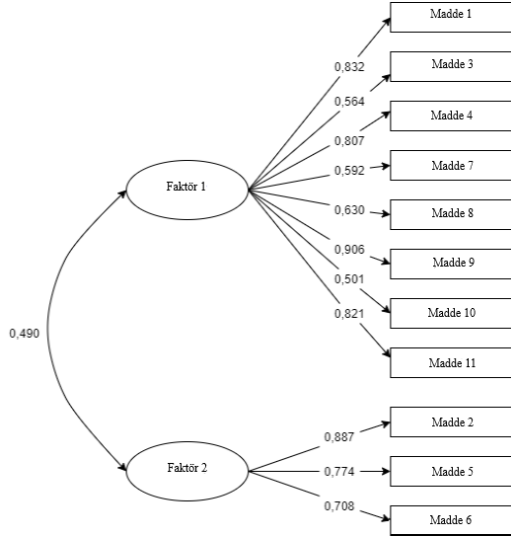 Madde 1
0,832
Madde 3
0,564
Madde 4
0,807
Madde 7
0,592
Faktör 1
Madde 8
0,630
Madde 9
0,906
Madde 10
0,501
Madde 11
0,821
0,490
Madde 2
0,887
Faktör 2
Madde 5
0,774
Madde 6
0,708